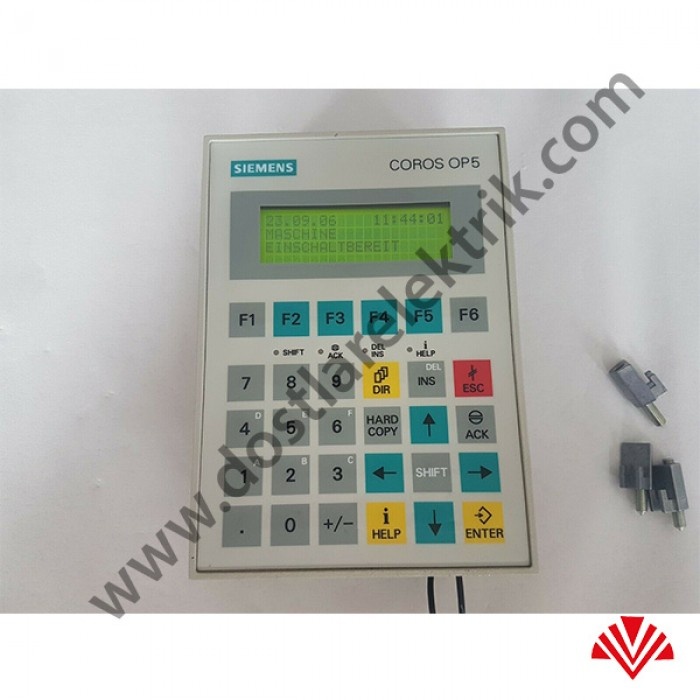 SIEMENS
COROS OP5
23.09.06 11:44:01
MASCHINE
EINSCHALTBEREIT
F1 F2 F3 F4 F5 F6
SHIFT ACK DEL INS i HELP
7 8 9 DIR DEL INS ESC
D E F
4 5 6 HARD COPY ACK
B C
1 2 3 SHIFT
. 0 +/- i HELP ENTER
www.dostlarelektrik.com